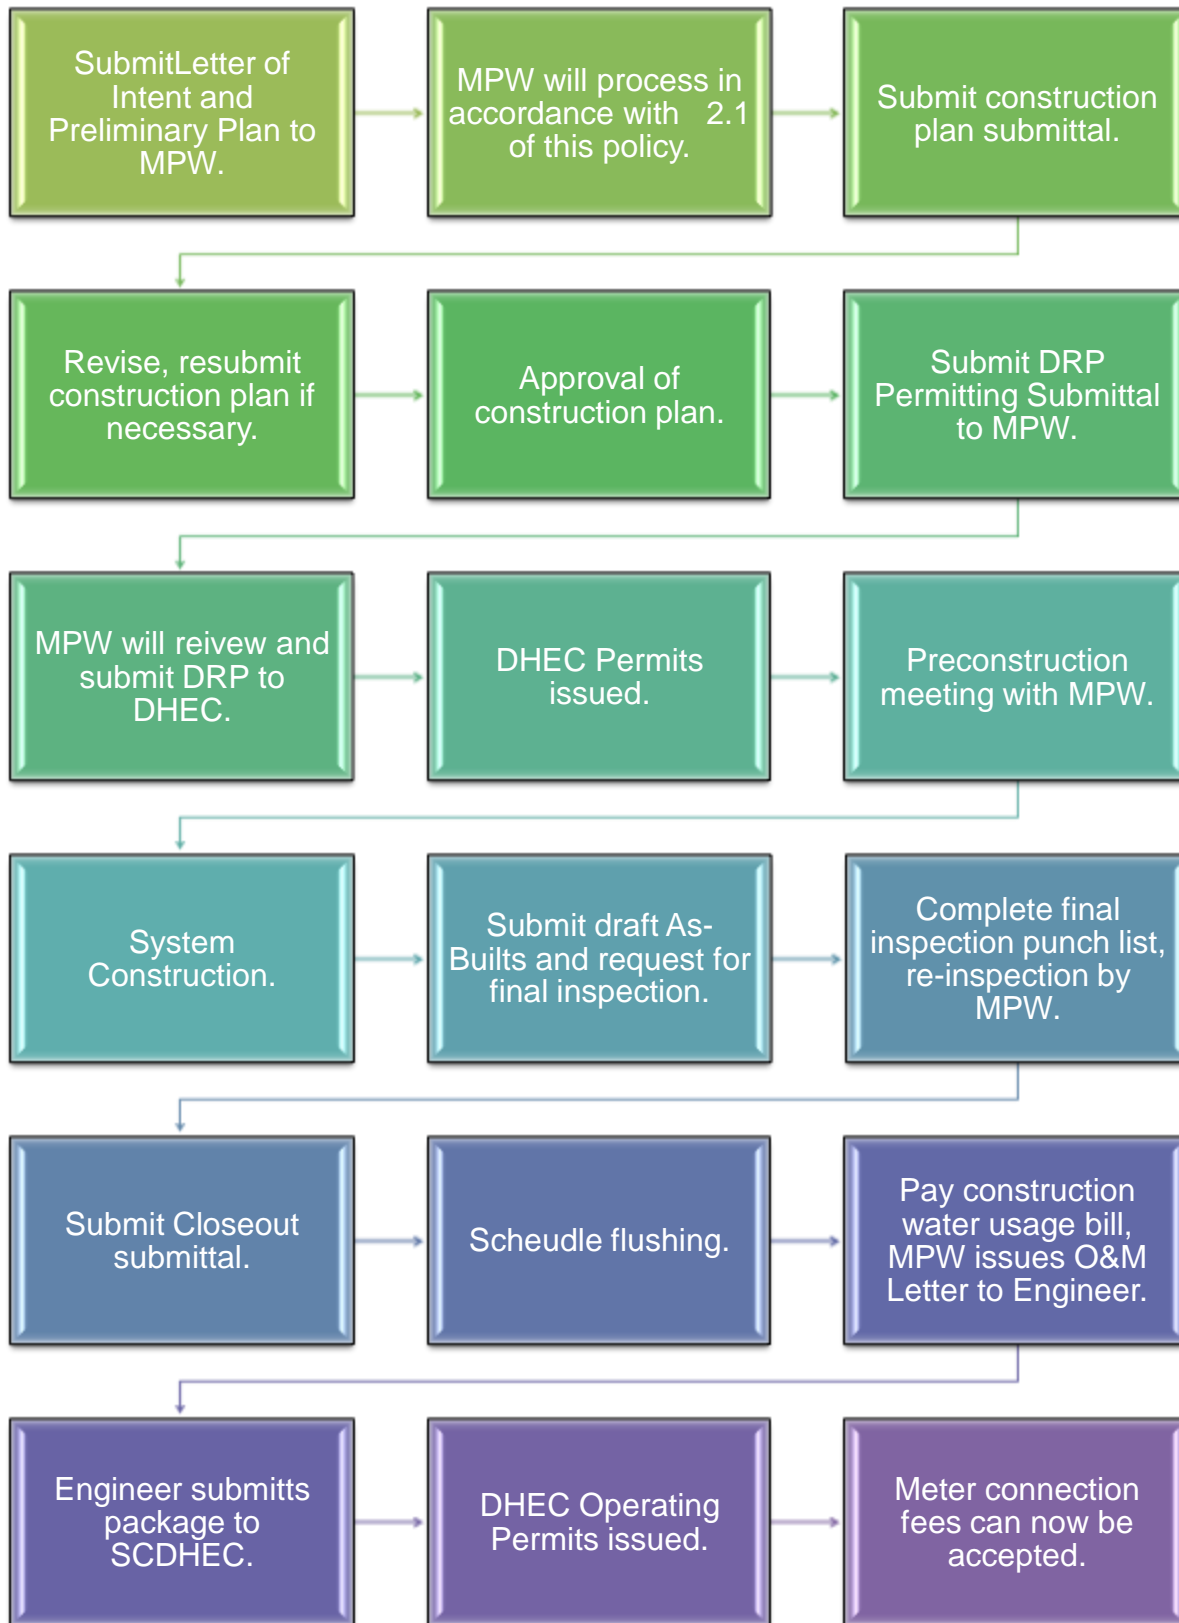 SubmitLetter of
Intent and
Preliminary Plan to
MPW.
MPW will process in
accordance with 2.1
of this policy.
Submit construction
plan submittal.
Revise, resubmit
construction plan if
necessary.
Approval of
construction plan.
Submit DRP
Permitting Submittal
to MPW.
MPW will reivew and
submit DRP to
DHEC.
DHEC Permits
issued.
Preconstruction
meeting with MPW.
System
Construction.
Submit draft As-
Builts and request for
final inspection.
Complete final
inspection punch list,
re-inspection by
MPW.
Submit Closeout
submittal.
Scheudle flushing.
Pay construction
water usage bill,
MPW issues O&M
Letter to Engineer.
Engineer submitts
package to
SCDHEC.
DHEC Operating
Permits issued.
Meter connection
fees can now be
accepted.